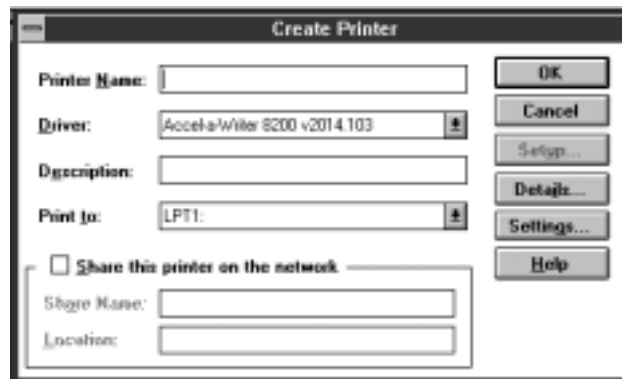 Create Printer
Printer Name:
OK
Driver:
Accel-a-Writer 8200 v2014.103
Cancel
Setup...
Description:
Details...
Print to:
LPT1:
Settings...
Share this printer on the network
Help
Share Name:
Location: